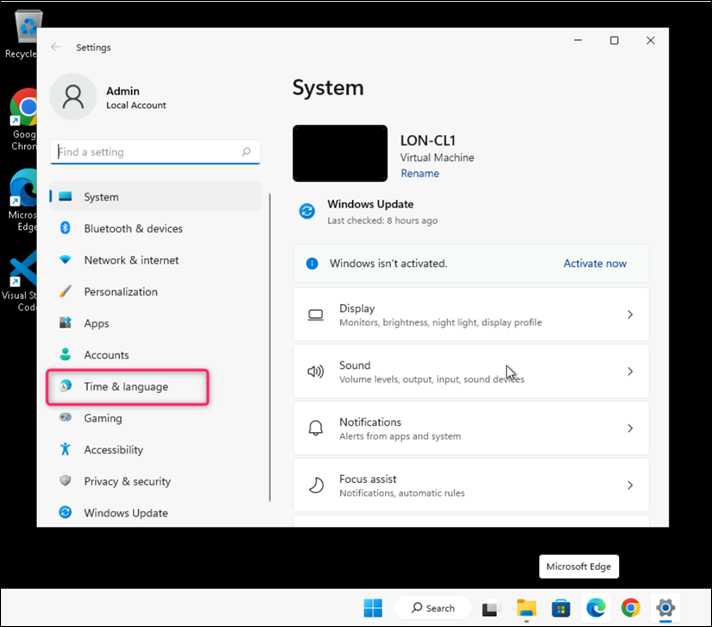 Recycle
Google
Chrom
Micros
Edge
Visual St
Code
Settings
Admin
Local Account
Find a setting
System
Bluetooth & devices
Network & internet
Personalization
Apps
Accounts
Time & language
Gaming
Accessibility
Privacy & security
Windows Update
System
LON-CL1
Virtual Machine
Rename
Windows Update
Last checked: 8 hours ago
Windows isn't activated.
Activate now
Display
Monitors, brightness, night light, display profile
Sound
Volume levels, output, input, sound devices
Notifications
Alerts from apps and system
Focus assist
Notifications, automatic rules
Microsoft Edge
Search